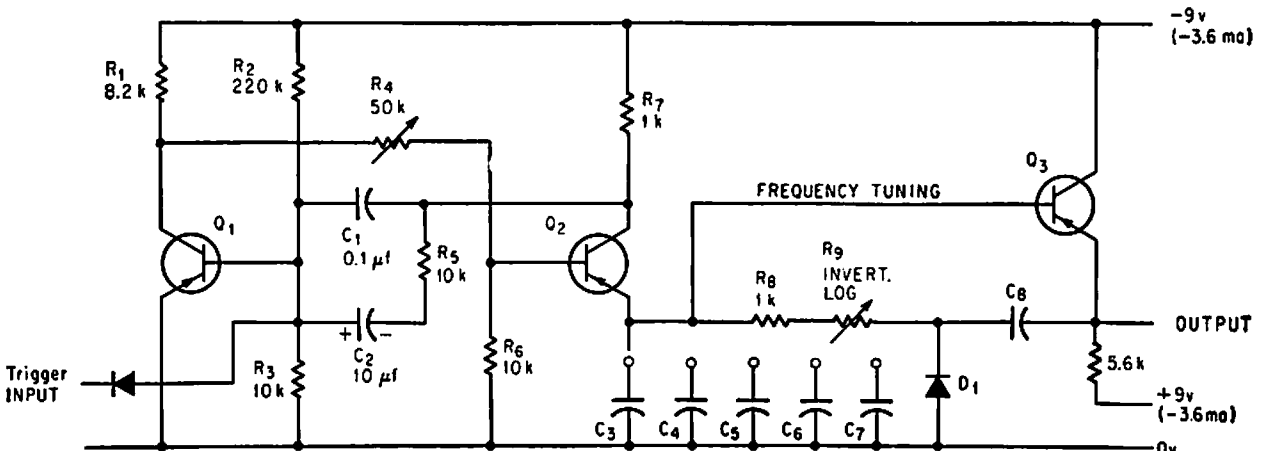 -9v
(-3.6 ma)
R1
8.2 k
R2
220 k
R4
50 k
R7
1 k
Q3
FREQUENCY TUNING
Q1
C1
0.1 μf
R5
10 k
Q2
R8
1 k
R9
INVERT.
LOG
C8
OUTPUT
+ -
C2
10 μf
R3
10 k
R6
10 k
Trigger
INPUT
C3
C4
C5
C6
C7
D1
5.6 k
+9v
(-3.6 ma)
0v